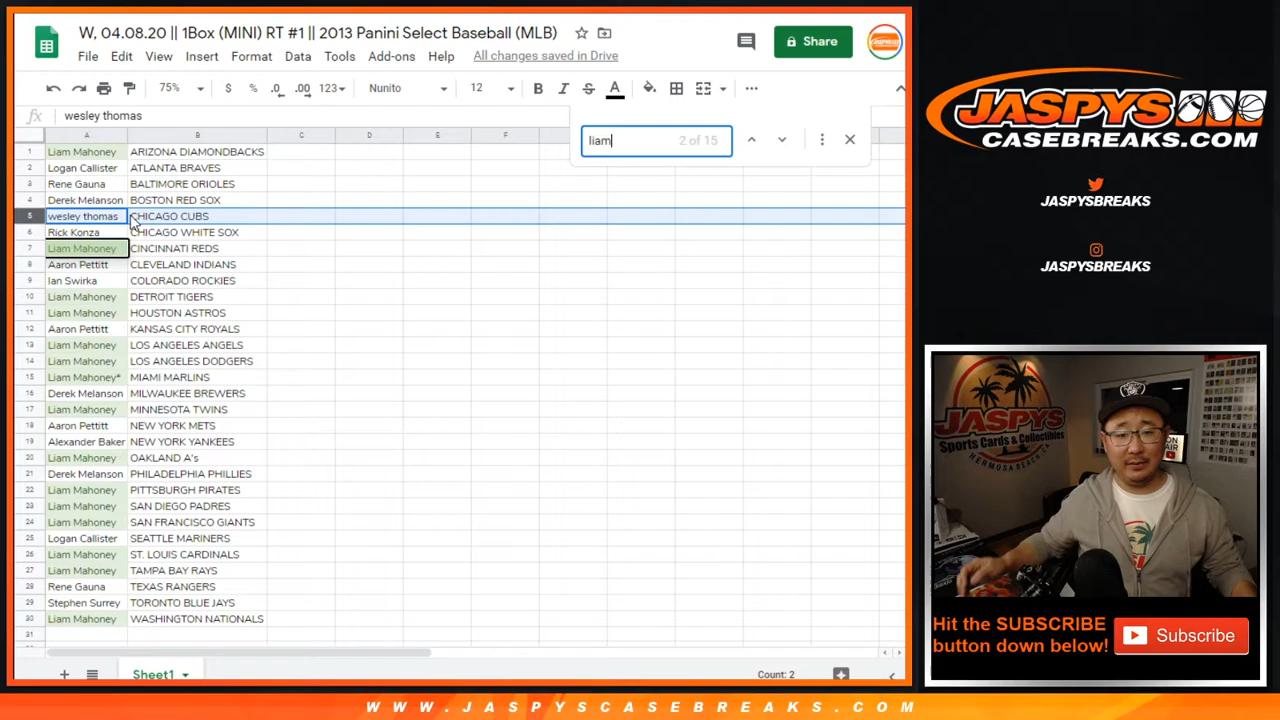 W, 04.08.20 || 1Box (MINI) RT #1 || 2013 Panini Select Baseball (MLB)
File Edit View Insert Format Data Tools Add-ons Help All changes saved in Drive
Share
75% $ % .0 .00 123 Nunito 12 B I S A
fx wesley thomas
liam 2 of 15
A B C D E F
1 Liam Mahoney ARIZONA DIAMONDBACKS
2 Logan Callister ATLANTA BRAVES
3 Rene Gauna BALTIMORE ORIOLES
4 Derek Melanson BOSTON RED SOX
5 wesley thomas CHICAGO CUBS
6 Rick Konza CHICAGO WHITE SOX
7 Liam Mahoney CINCINNATI REDS
8 Aaron Pettitt CLEVELAND INDIANS
9 Ian Swirka COLORADO ROCKIES
10 Liam Mahoney DETROIT TIGERS
11 Liam Mahoney HOUSTON ASTROS
12 Aaron Pettitt KANSAS CITY ROYALS
13 Liam Mahoney LOS ANGELES ANGELS
14 Liam Mahoney LOS ANGELES DODGERS
15 Liam Mahoney* MIAMI MARLINS
16 Derek Melanson MILWAUKEE BREWERS
17 Liam Mahoney MINNESOTA TWINS
18 Aaron Pettitt NEW YORK METS
19 Alexander Baker NEW YORK YANKEES
20 Liam Mahoney OAKLAND A's
21 Derek Melanson PHILADELPHIA PHILLIES
22 Liam Mahoney PITTSBURGH PIRATES
23 Liam Mahoney SAN DIEGO PADRES
24 Liam Mahoney SAN FRANCISCO GIANTS
25 Logan Callister SEATTLE MARINERS
26 Liam Mahoney ST. LOUIS CARDINALS
27 Liam Mahoney TAMPA BAY RAYS
28 Rene Gauna TEXAS RANGERS
29 Stephen Surrey TORONTO BLUE JAYS
30 Liam Mahoney WASHINGTON NATIONALS
31
Sheet1 Count: 2
JASPYS
CASEBREAKS.COM
JASPYSBREAKS
JASPYSBREAKS
JASPYS
Sports Cards & Collectibles
HERMOSA BEACH
ON AIR
Hit the SUBSCRIBE
button down below!
Subscribe
WWW.JASPYSCASEBREAKS.COM